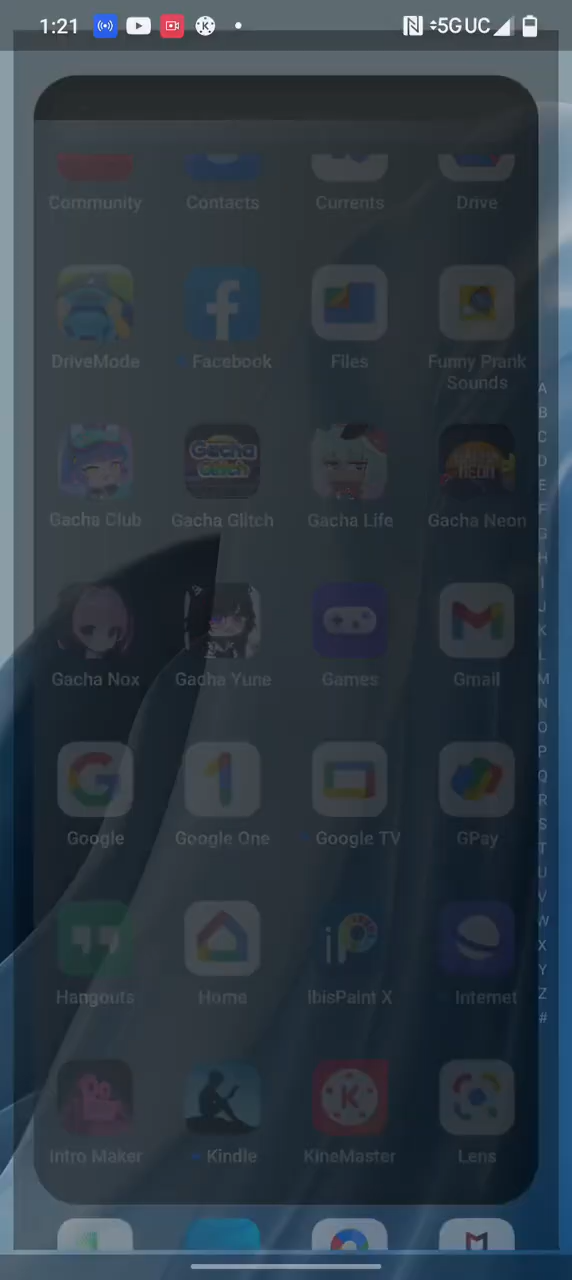 1:21 5G UC
Community Contacts Currents Drive
DriveMode Facebook Files Funny Prank Sounds
Gacha Club Gacha Glitch Gacha Life Gacha Neon
Gacha Nox Gacha Yune Games Gmail
Google Google One Google TV GPay
Hangouts Home IbisPaint X Internet
Intro Maker Kindle KineMaster Lens
A
B
C
D
E
F
G
H
I
J
K
L
M
N
O
P
Q
R
S
T
U
V
W
X
Y
Z
#